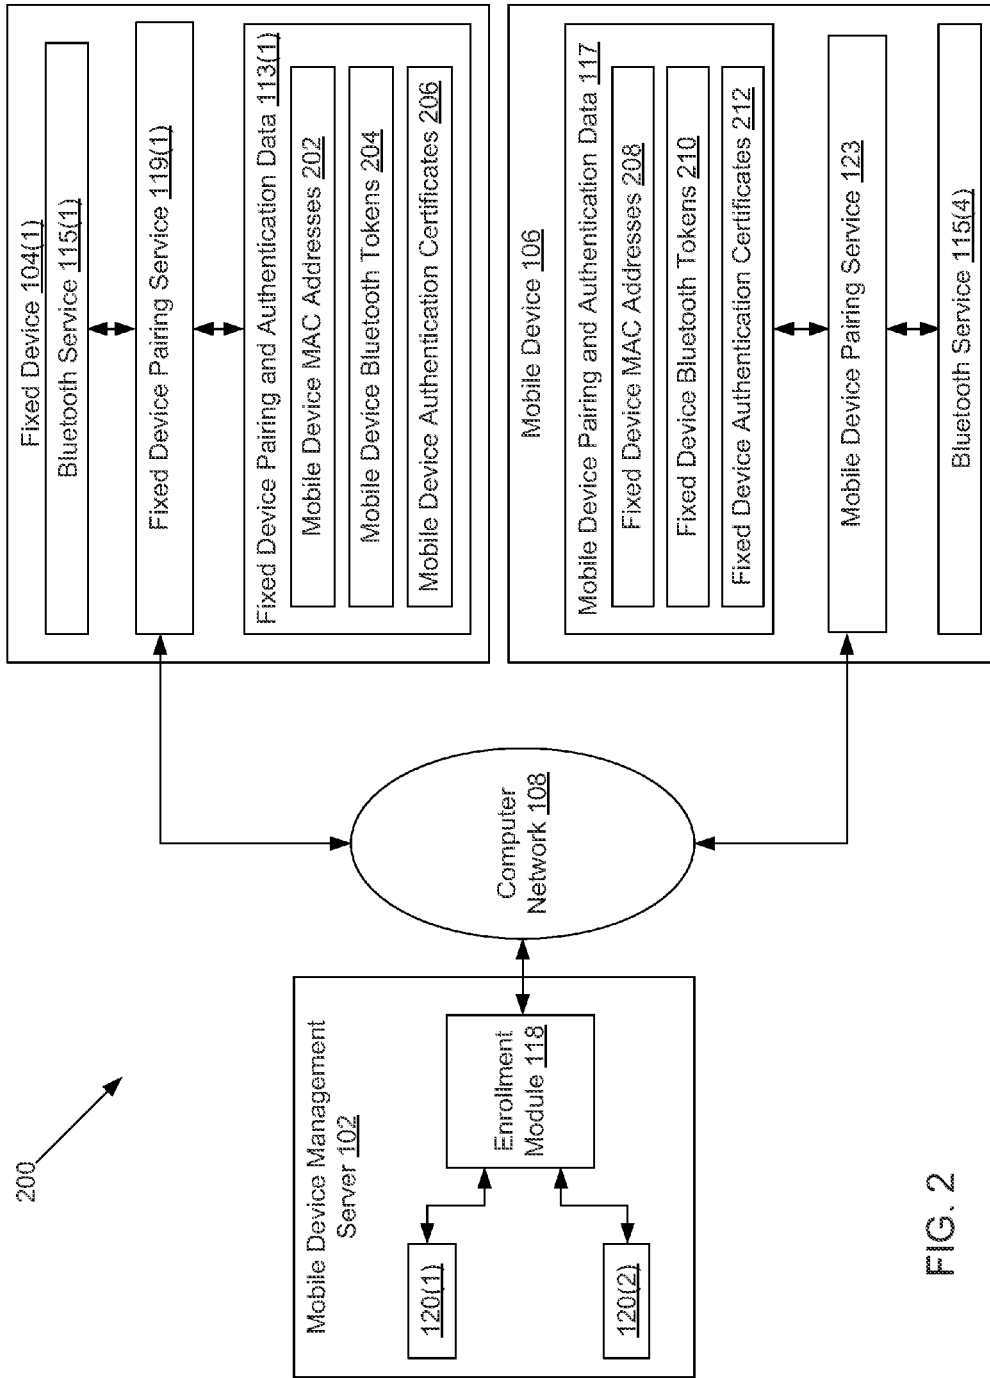 200
Mobile Device Management
Server 102
120(1)
120(2)
Enrollment
Module 118
Computer
Network 108
Fixed Device 104(1)
Bluetooth Service 115(1)
Fixed Device Pairing Service 119(1)
Fixed Device Pairing and Authentication Data 113(1)
Mobile Device MAC Addresses 202
Mobile Device Bluetooth Tokens 204
Mobile Device Authentication Certificates 206
Mobile Device 106
Mobile Device Pairing and Authentication Data 117
Fixed Device MAC Addresses 208
Fixed Device Bluetooth Tokens 210
Fixed Device Authentication Certificates 212
Mobile Device Pairing Service 123
Bluetooth Service 115(4)
FIG. 2